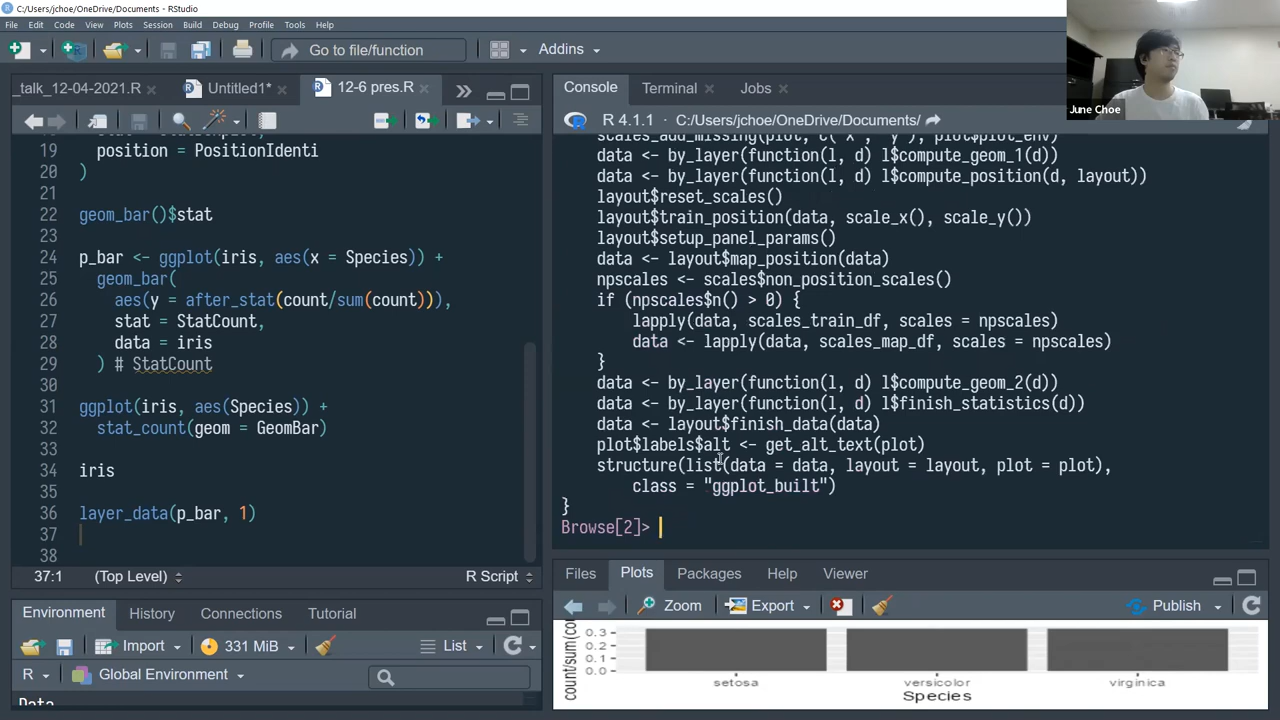 C:/Users/jchoe/OneDrive/Documents/ - RStudio
File Edit Code View Plots Session Build Debug Profile Tools Help
Go to file/function
Addins
_talk_12-04-2021.R
Untitled1*
12-6 pres.R
19 position = PositionIdenti
20 )
21
22 geom_bar()$stat
23
24 p_bar <- ggplot(iris, aes(x = Species)) +
25 geom_bar(
26 aes(y = after_stat(count/sum(count))),
27 stat = StatCount,
28 data = iris
29 ) # StatCount
30
31 ggplot(iris, aes(Species)) +
32 stat_count(geom = GeomBar)
33
34 iris
35
36 layer_data(p_bar, 1)
37
38
37:1 (Top Level) R Script
Environment History Connections Tutorial
Import 331 MiB List
R Global Environment
Data
Console Terminal Jobs
R 4.1.1 · C:/Users/jchoe/OneDrive/Documents/
scales_add_missing(plot, c("x", "y"), plot$plot_env)
data <- by_layer(function(l, d) l$compute_geom_1(d))
data <- by_layer(function(l, d) l$compute_position(d, layout))
layout$reset_scales()
layout$train_position(data, scale_x(), scale_y())
layout$setup_panel_params()
data <- layout$map_position(data)
npscales <- scales$non_position_scales()
if (npscales$n() > 0) {
lapply(data, scales_train_df, scales = npscales)
data <- lapply(data, scales_map_df, scales = npscales)
}
data <- by_layer(function(l, d) l$compute_geom_2(d))
data <- by_layer(function(l, d) l$finish_statistics(d))
data <- layout$finish_data(data)
plot$labels$alt <- get_alt_text(plot)
structure(list(data = data, layout = layout, plot = plot),
class = "ggplot_built")
}
Browse[2]>
Files Plots Packages Help Viewer
Zoom Export Publish
count/sum(co
0.3
0.2
0.1
0.0
setosa versicolor virginica
Species
June Choe